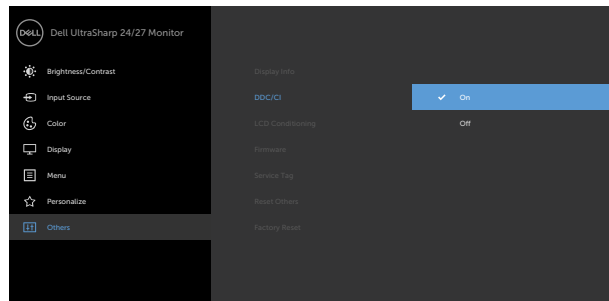 DELL Dell UltraSharp 24/27 Monitor
Brightness/Contrast
Input Source
Color
Display
Menu
Personalize
Others
Display Info
DDC/CI
LCD Conditioning
Firmware
Service Tag
Reset Others
Factory Reset
On
Off